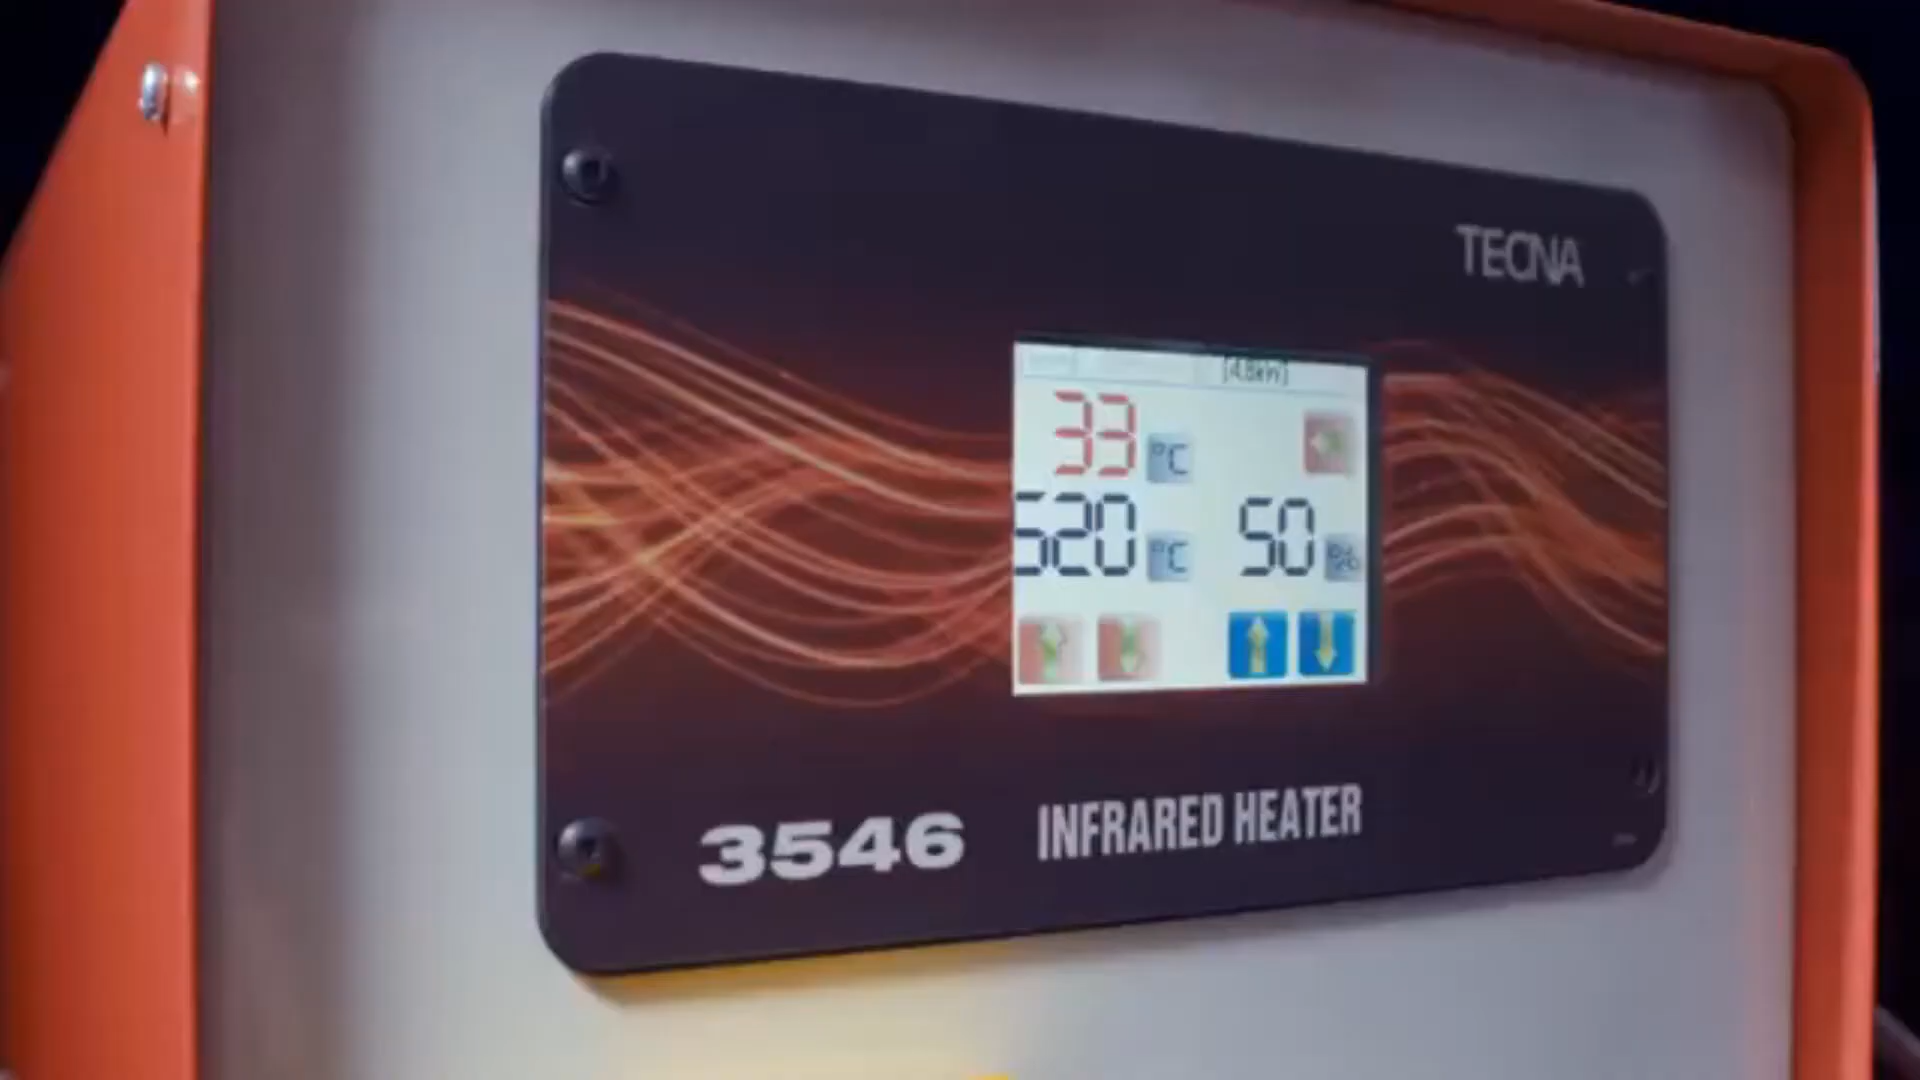 TECNA
[4.8kW]
33 °C
520 °C 50 %
3546 INFRARED HEATER